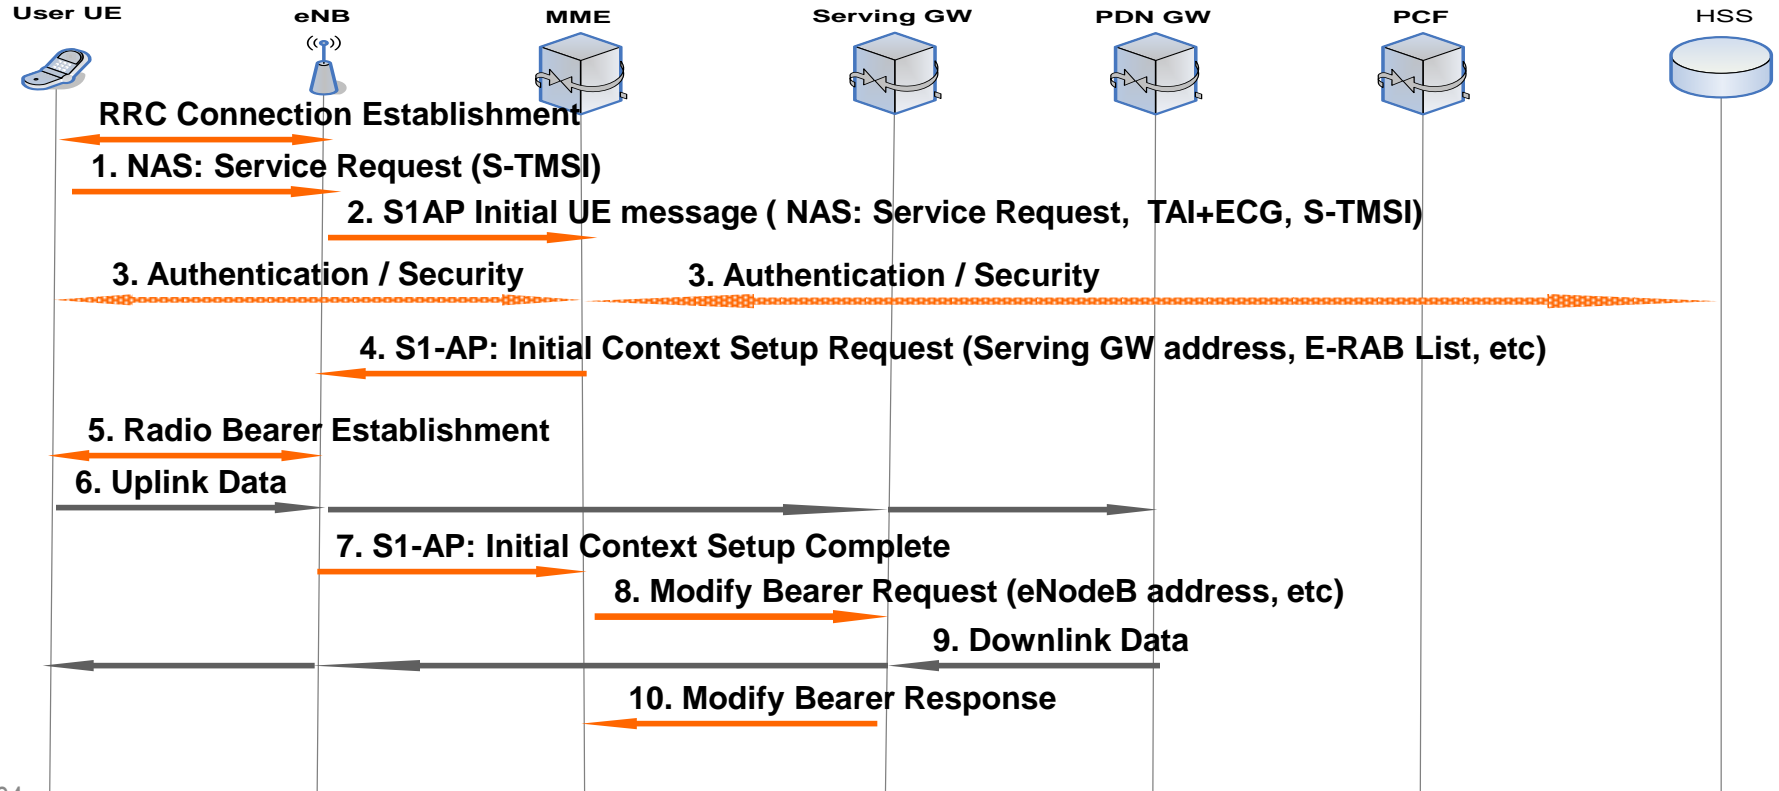 User UE eNB MME Serving GW PDN GW PCF HSS
RRC Connection Establishment
1. NAS: Service Request (S-TMSI)
2. S1AP Initial UE message ( NAS: Service Request, TAI+ECG, S-TMSI)
3. Authentication / Security 3. Authentication / Security
4. S1-AP: Initial Context Setup Request (Serving GW address, E-RAB List, etc)
5. Radio Bearer Establishment
6. Uplink Data
7. S1-AP: Initial Context Setup Complete
8. Modify Bearer Request (eNodeB address, etc)
9. Downlink Data
10. Modify Bearer Response